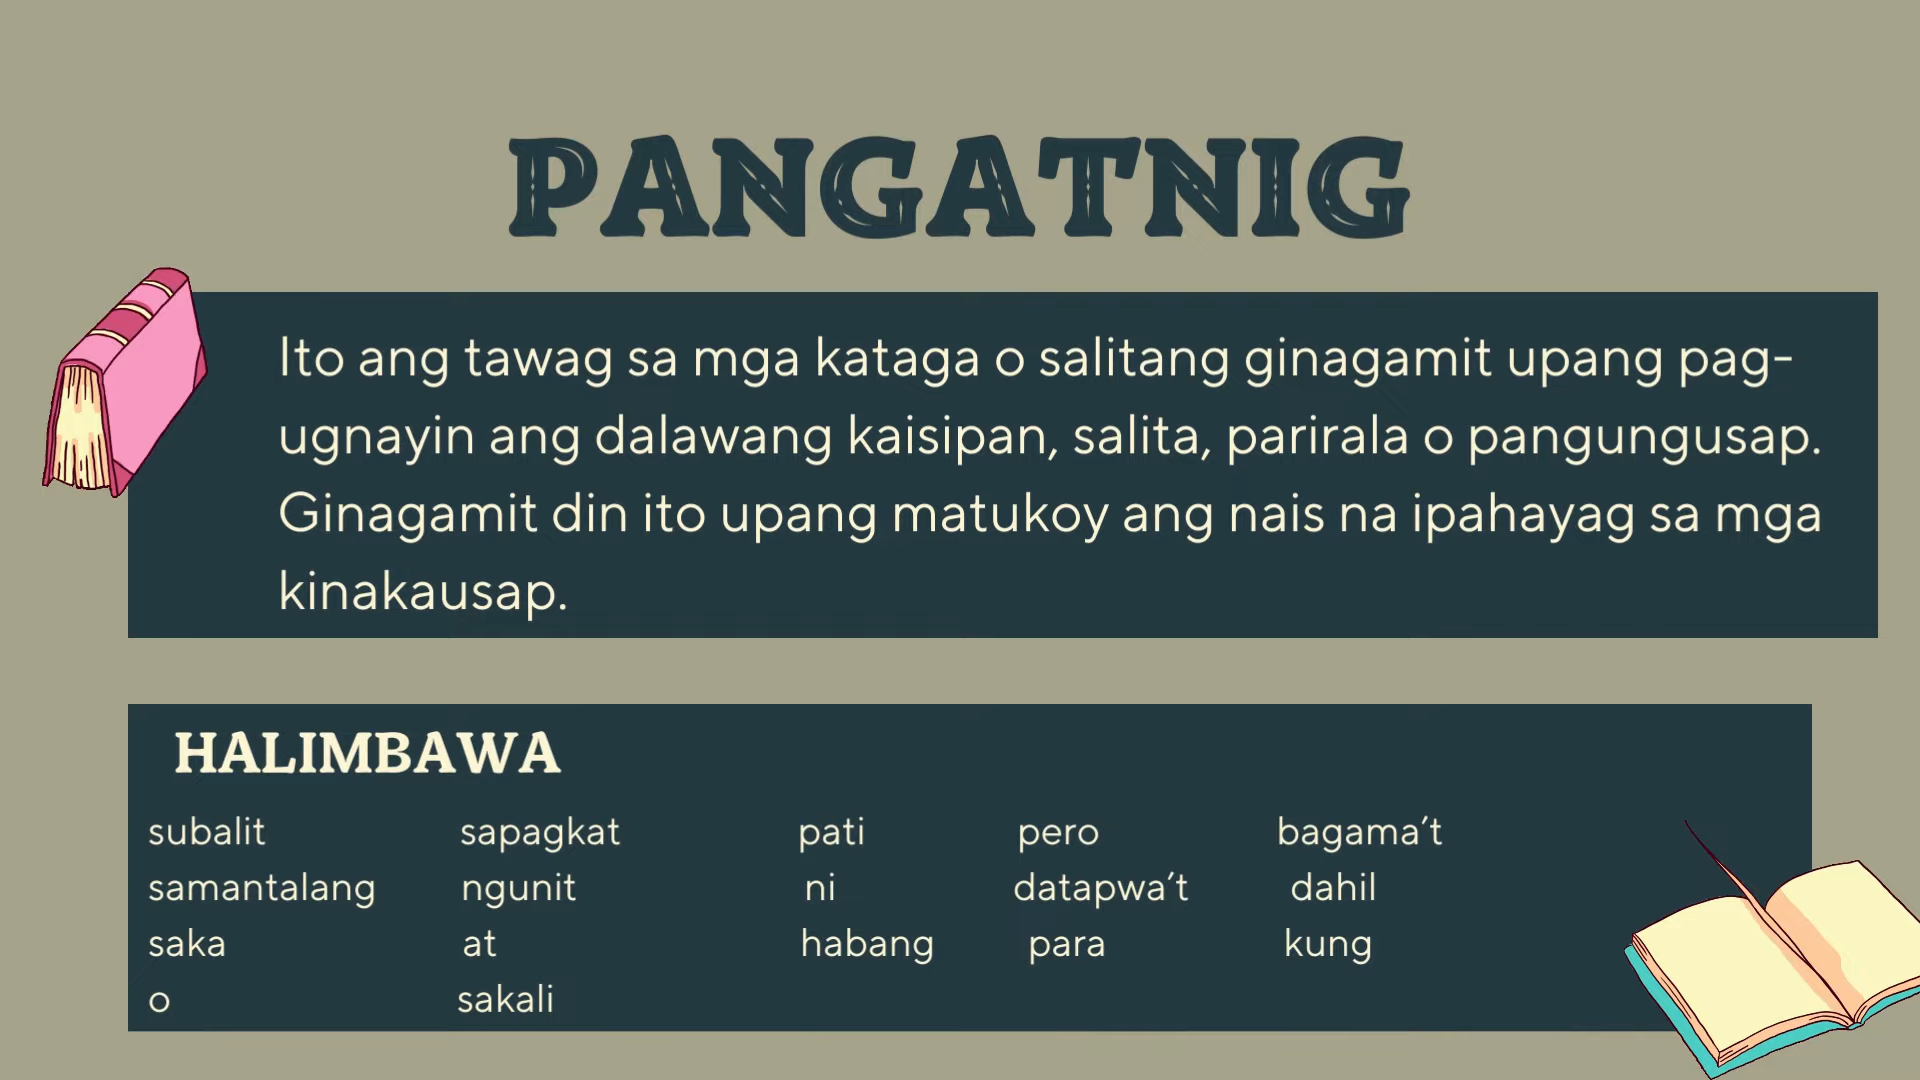 PANGATNIG
Ito ang tawag sa mga kataga o salitang ginagamit upang pag-
ugnayin ang dalawang kaisipan, salita, parirala o pangungusap.
Ginagamit din ito upang matukoy ang nais na ipahayag sa mga
kinakausap.
HALIMBAWA
subalit sapagkat pati pero bagama't
samantalang ngunit ni datapwa't dahil
saka at habang para kung
o sakali